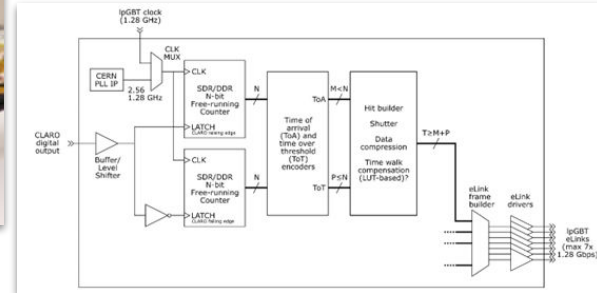 lpGBT clock
(1.28 GHz)
CLK
MUX
CERN
PLL IP
2.56
1.28 GHz
CLARO
digital
output
Buffer/
Level
Shifter
CLK
SDR/DDR
N-bit
Free-running
Counter
LATCH
CLARO raising edge
N
CLK
SDR/DDR
N-bit
Free-running
Counter
LATCH
CLARO falling edge
N
Time of
arrival
(ToA) and
time over
threshold
(ToT)
encoders
ToA
ToT
M<N
P≤N
Hit builder
Shutter
Data
compression
Time walk
compensation
(LUT-based)?
T≥M+P
eLink
frame
builder
eLink
drivers
lpGBT
eLinks
(max 7x
1.28 Gbps)